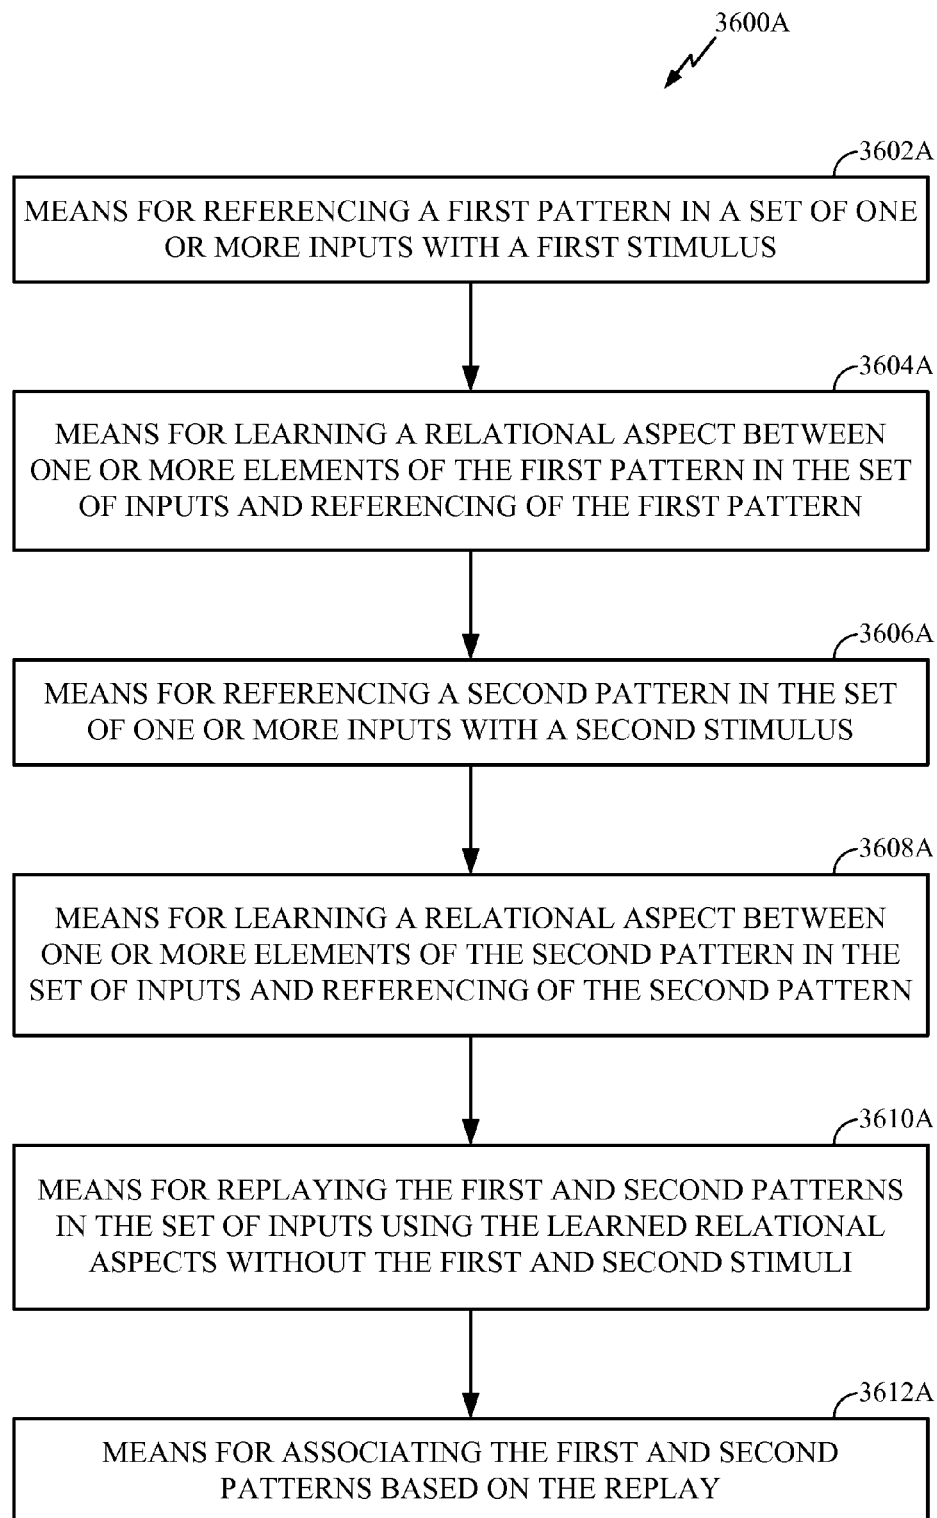 3600A
3602A
MEANS FOR REFERENCING A FIRST PATTERN IN A SET OF ONE
OR MORE INPUTS WITH A FIRST STIMULUS
3604A
MEANS FOR LEARNING A RELATIONAL ASPECT BETWEEN
ONE OR MORE ELEMENTS OF THE FIRST PATTERN IN THE SET
OF INPUTS AND REFERENCING OF THE FIRST PATTERN
3606A
MEANS FOR REFERENCING A SECOND PATTERN IN THE SET
OF ONE OR MORE INPUTS WITH A SECOND STIMULUS
3608A
MEANS FOR LEARNING A RELATIONAL ASPECT BETWEEN
ONE OR MORE ELEMENTS OF THE SECOND PATTERN IN THE
SET OF INPUTS AND REFERENCING OF THE SECOND PATTERN
3610A
MEANS FOR REPLAYING THE FIRST AND SECOND PATTERNS
IN THE SET OF INPUTS USING THE LEARNED RELATIONAL
ASPECTS WITHOUT THE FIRST AND SECOND STIMULI
3612A
MEANS FOR ASSOCIATING THE FIRST AND SECOND
PATTERNS BASED ON THE REPLAY